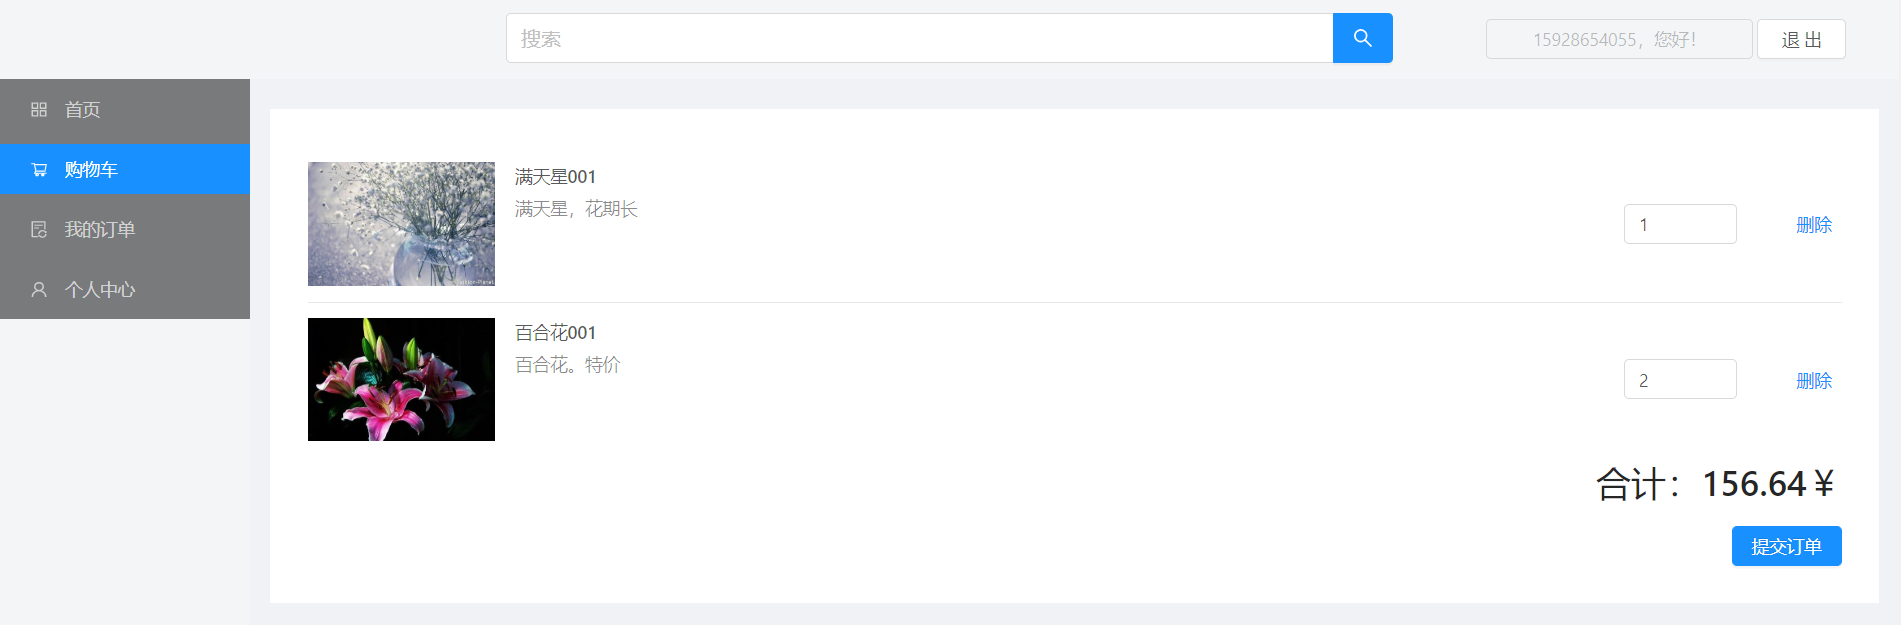 搜索
15928654055，您好！
退 出
首页
购物车
我的订单
个人中心
满天星001
满天星，花期长
1
删除
百合花001
百合花。特价
2
删除
合计：156.64￥
提交订单